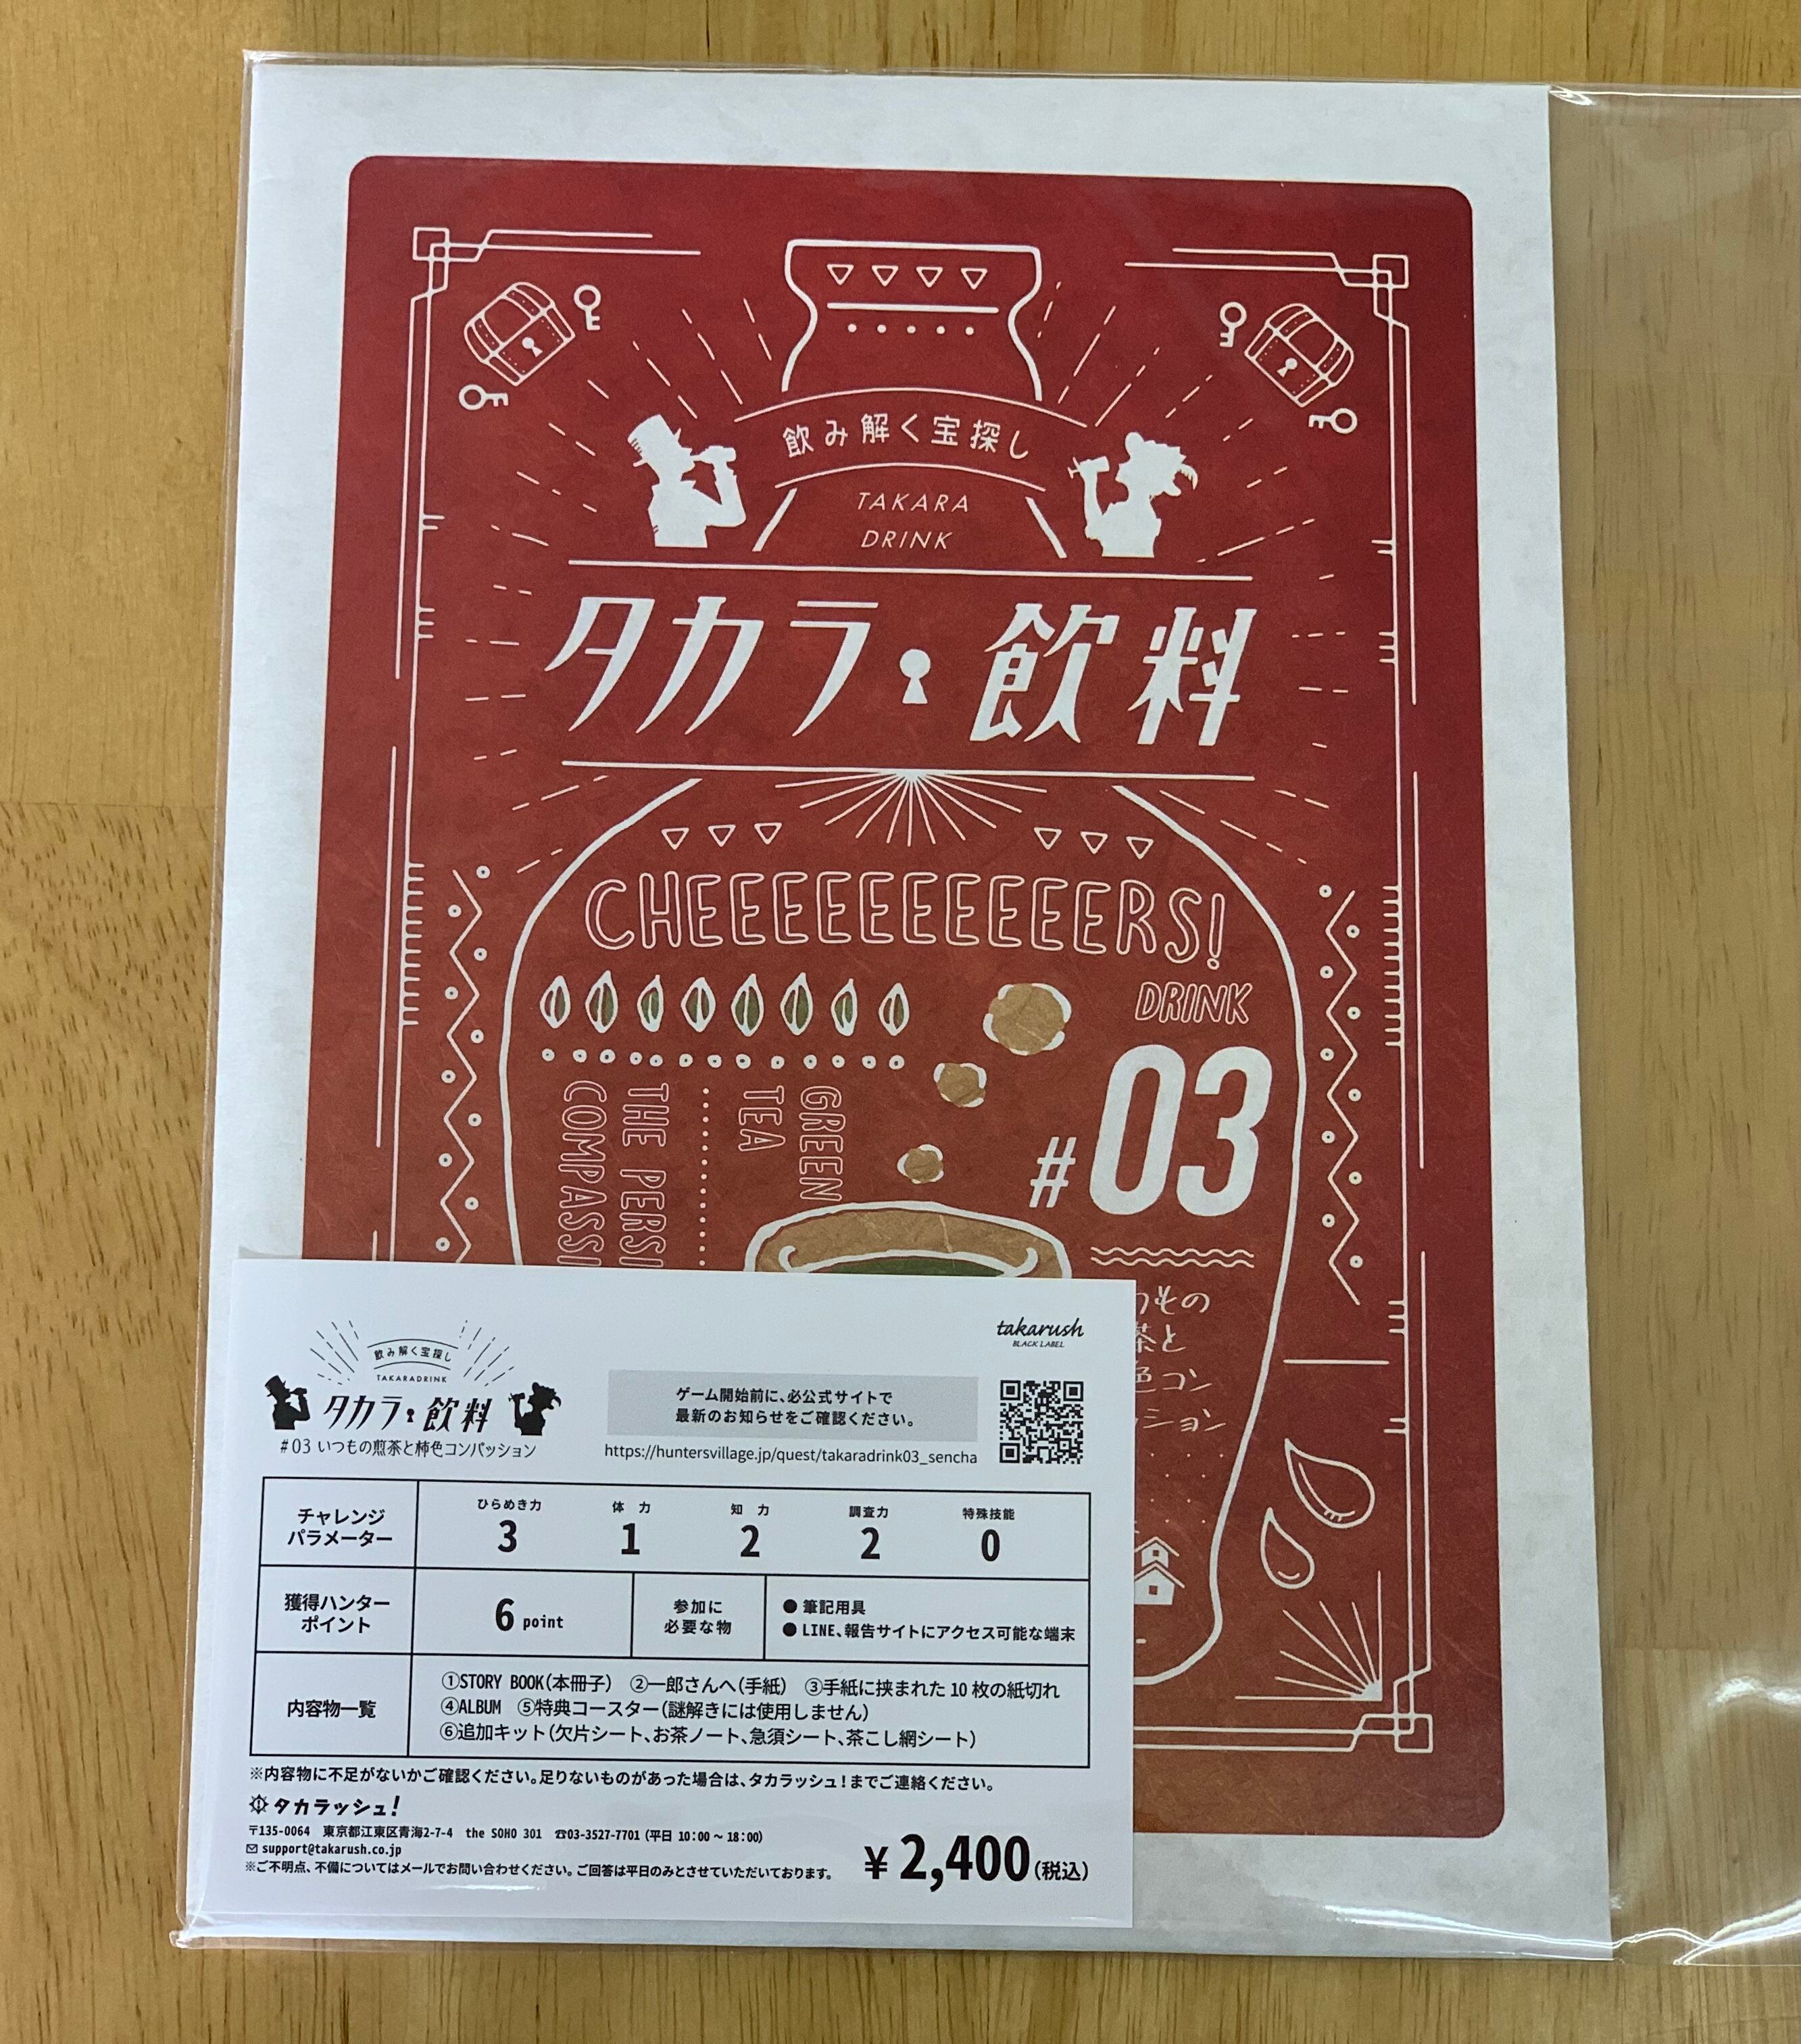 飲み解く宝探し
TAKARA
DRINK
タカラ飲料
CHEEEEEEEEEEERS!
DRINK
#03
GREEN
TEA
THE PERSI
COMPASSI
つもの
茶と
色コン
ッション
飲み解く宝探し
TAKARADRINK
タカラ飲料
#03 いつもの煎茶と柿色コンパッション
takarush
BLACK LABEL
ゲーム開始前に、必公式サイトで
最新のお知らせをご確認ください。
https://huntersvillage.jp/quest/takaradrink03_sencha
チャレンジ
パラメーター
ひらめき力 体 力 知 力 調査力 特殊技能
3 1 2 2 0
獲得ハンター
ポイント
6 point
参加に
必要な物
● 筆記用具
● LINE、報告サイトにアクセス可能な端末
内容物一覧
①STORY BOOK(本冊子) ②一郎さんへ(手紙) ③手紙に挟まれた 10 枚の紙切れ
④ALBUM ⑤特典コースター(謎解きには使用しません)
⑥追加キット(欠片シート、お茶ノート、急須シート、茶こし網シート)
※内容物に不足がないかご確認ください。足りないものがあった場合は、タカラッシュ!までご連絡ください。
タカラッシュ!
〒135-0064 東京都江東区青海2-7-4 the SOHO 301 ☎03-3527-7701 (平日 10:00 ～ 18:00)
support@takarush.co.jp
※ご不明点、不備についてはメールでお問い合わせください。ご回答は平日のみとさせていただいております。
¥ 2,400(税込)